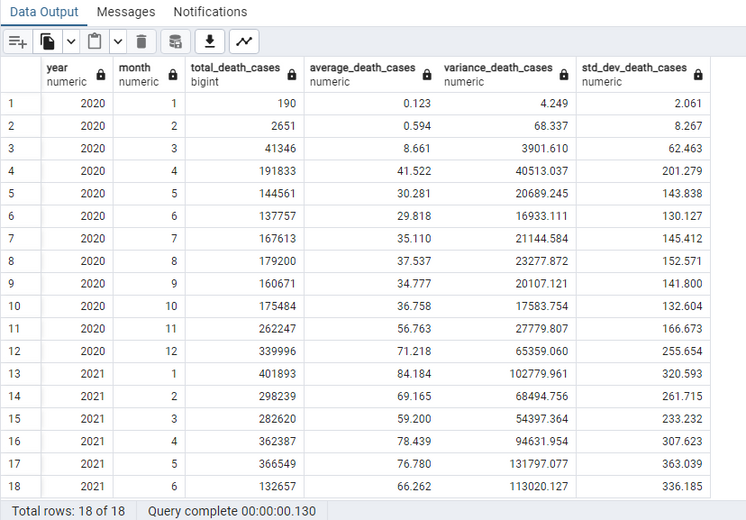 Data Output Messages Notifications
year month total_death_cases average_death_cases variance_death_cases std_dev_death_cases
numeric numeric bigint numeric numeric numeric
1 2020 1 190 0.123 4.249 2.061
2 2020 2 2651 0.594 68.337 8.267
3 2020 3 41346 8.661 3901.610 62.463
4 2020 4 191833 41.522 40513.037 201.279
5 2020 5 144561 30.281 20689.245 143.838
6 2020 6 137757 29.818 16933.111 130.127
7 2020 7 167613 35.110 21144.584 145.412
8 2020 8 179200 37.537 23277.872 152.571
9 2020 9 160671 34.777 20107.121 141.800
10 2020 10 175484 36.758 17583.754 132.604
11 2020 11 262247 56.763 27779.807 166.673
12 2020 12 339996 71.218 65359.060 255.654
13 2021 1 401893 84.184 102779.961 320.593
14 2021 2 298239 69.165 68494.756 261.715
15 2021 3 282620 59.200 54397.364 233.232
16 2021 4 362387 78.439 94631.954 307.623
17 2021 5 366549 76.780 131797.077 363.039
18 2021 6 132657 66.262 113020.127 336.185
Total rows: 18 of 18 Query complete 00:00:00.130